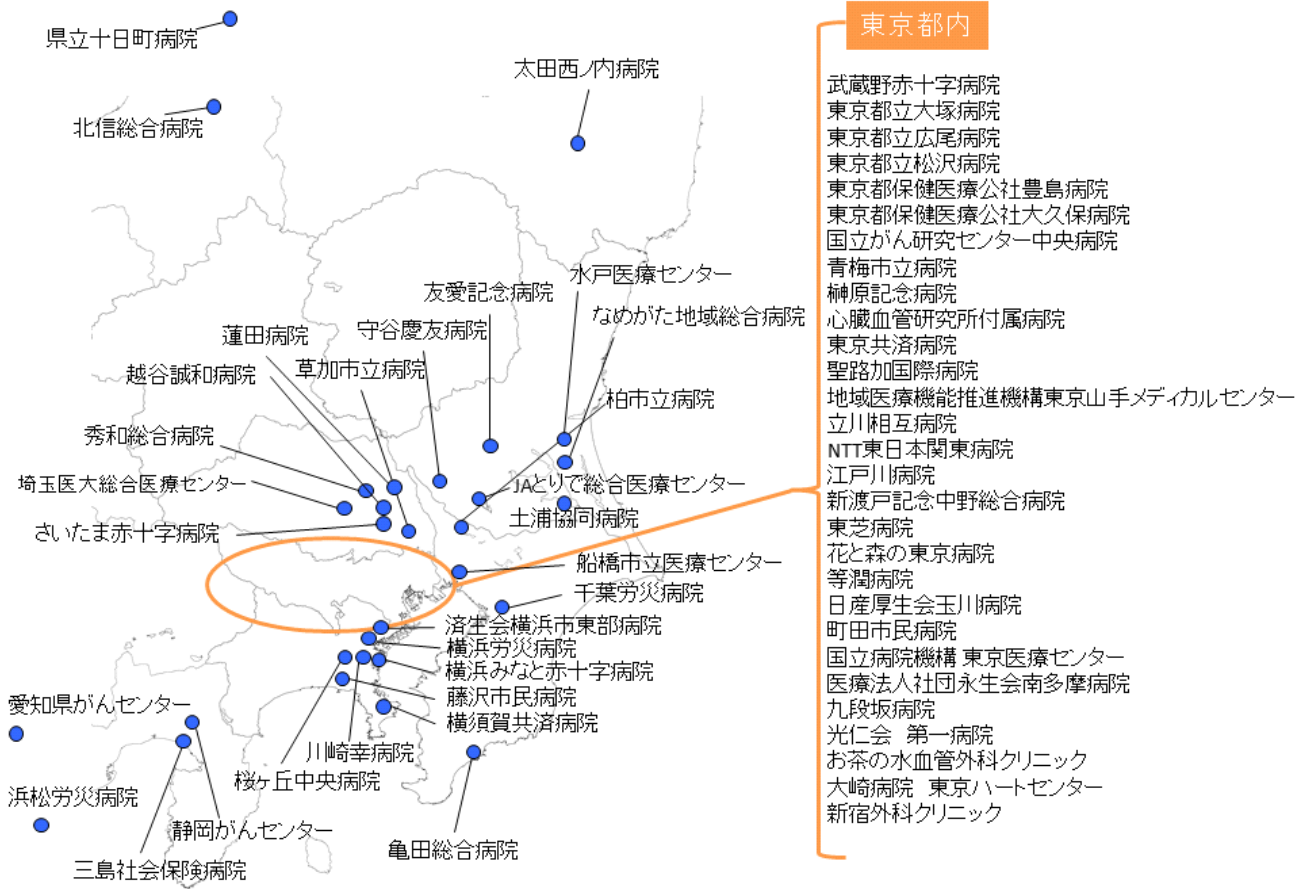 東京都内
県立十日町病院
太田西ノ内病院
北信総合病院
水戸医療センター
友愛記念病院
なめがた地域総合病院
守谷慶友病院
蓮田病院
草加市立病院
越谷誠和病院
柏市立病院
秀和総合病院
埼玉医大総合医療センター
JAとりで総合医療センター
土浦協同病院
さいたま赤十字病院
船橋市立医療センター
千葉労災病院
済生会横浜市東部病院
横浜労災病院
横浜みなと赤十字病院
藤沢市民病院
横須賀共済病院
愛知県がんセンター
川崎幸病院
桜ヶ丘中央病院
浜松労災病院
静岡がんセンター
亀田総合病院
三島社会保険病院
武蔵野赤十字病院
東京都立大塚病院
東京都立広尾病院
東京都立松沢病院
東京都保健医療公社豊島病院
東京都保健医療公社大久保病院
国立がん研究センター中央病院
青梅市立病院
榊原記念病院
心臓血管研究所付属病院
東京共済病院
聖路加国際病院
地域医療機能推進機構東京山手メディカルセンター
立川相互病院
NTT東日本関東病院
江戸川病院
新渡戸記念中野総合病院
東芝病院
花と森の東京病院
等潤病院
日産厚生会玉川病院
町田市民病院
国立病院機構 東京医療センター
医療法人社団永生会南多摩病院
九段坂病院
光仁会 第一病院
お茶の水血管外科クリニック
大崎病院 東京ハートセンター
新宿外科クリニック